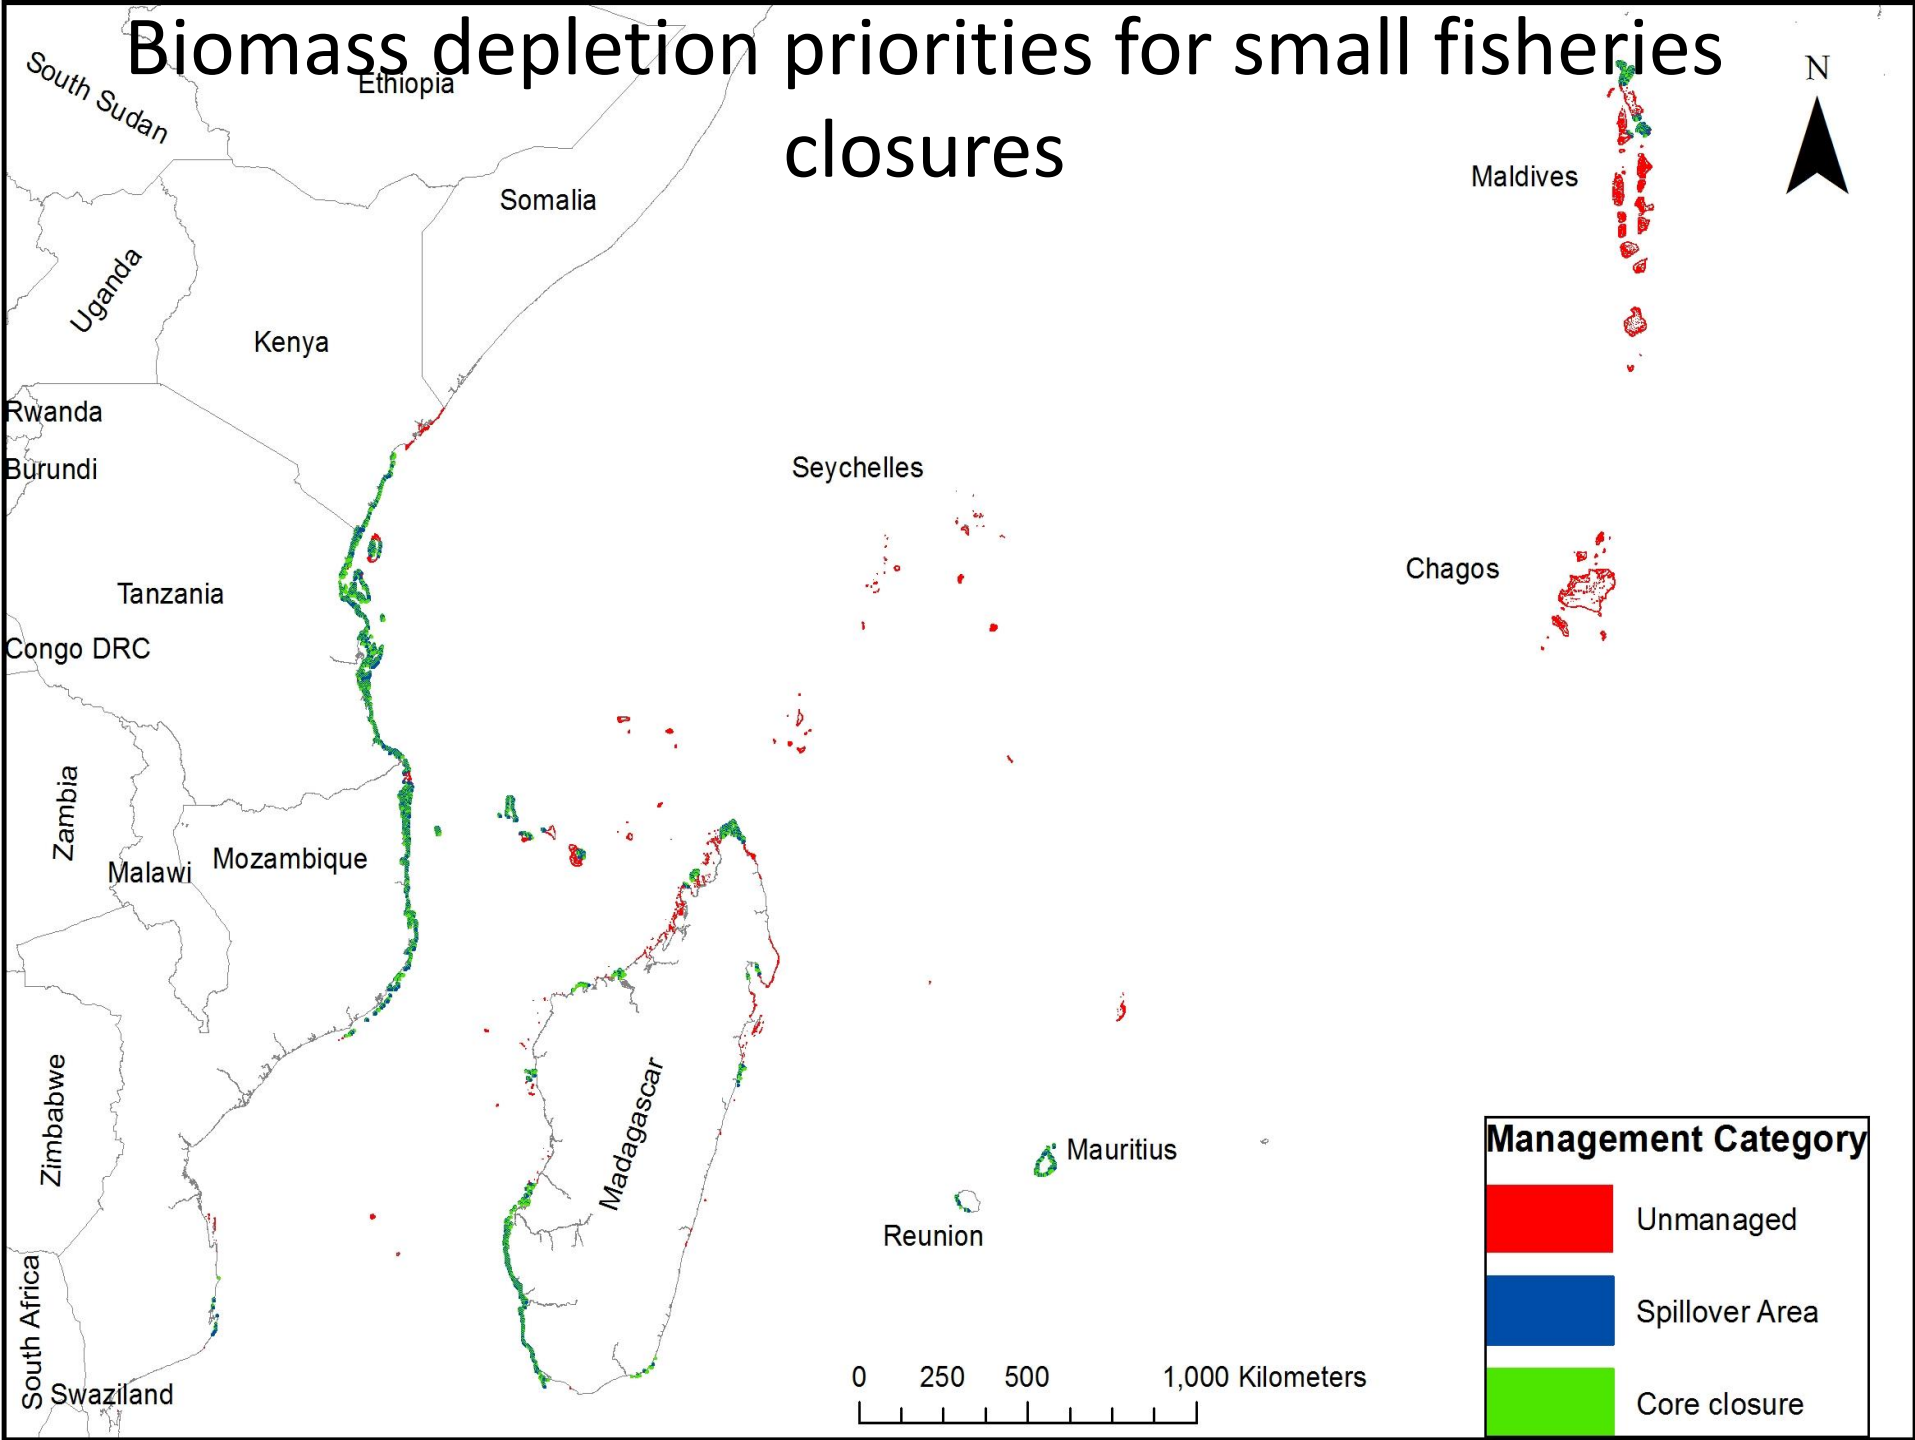 Biomass depletion priorities for small fisheries
closures
South Sudan
Ethiopia
N
Maldives
Somalia
Uganda
Kenya
Rwanda
Burundi
Seychelles
Tanzania
Chagos
Congo DRC
Zambia
Malawi
Mozambique
Zimbabwe
Madagascar
Mauritius
Reunion
South Africa
Swaziland
0 250 500 1,000 Kilometers
Management Category
Unmanaged
Spillover Area
Core closure